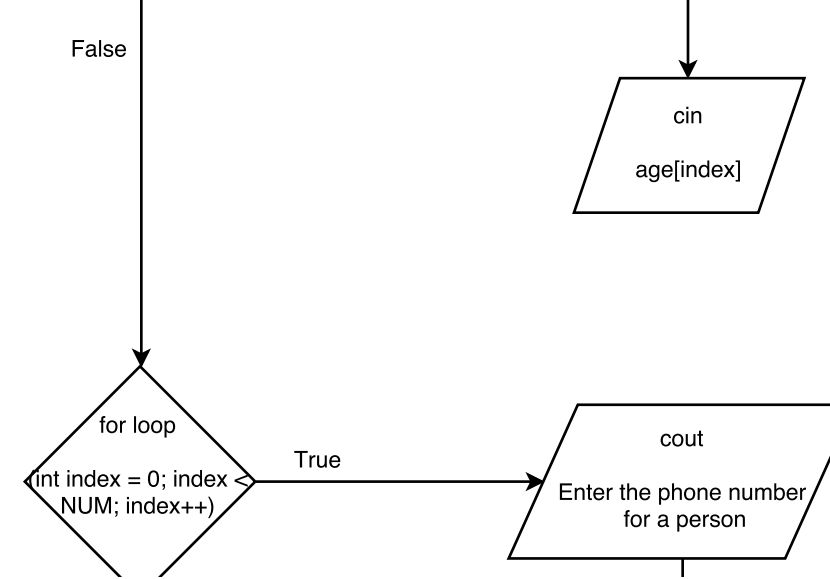 False
cin
age[index]
for loop
(int index = 0; index <
NUM; index++)
True
cout
Enter the phone number
for a person